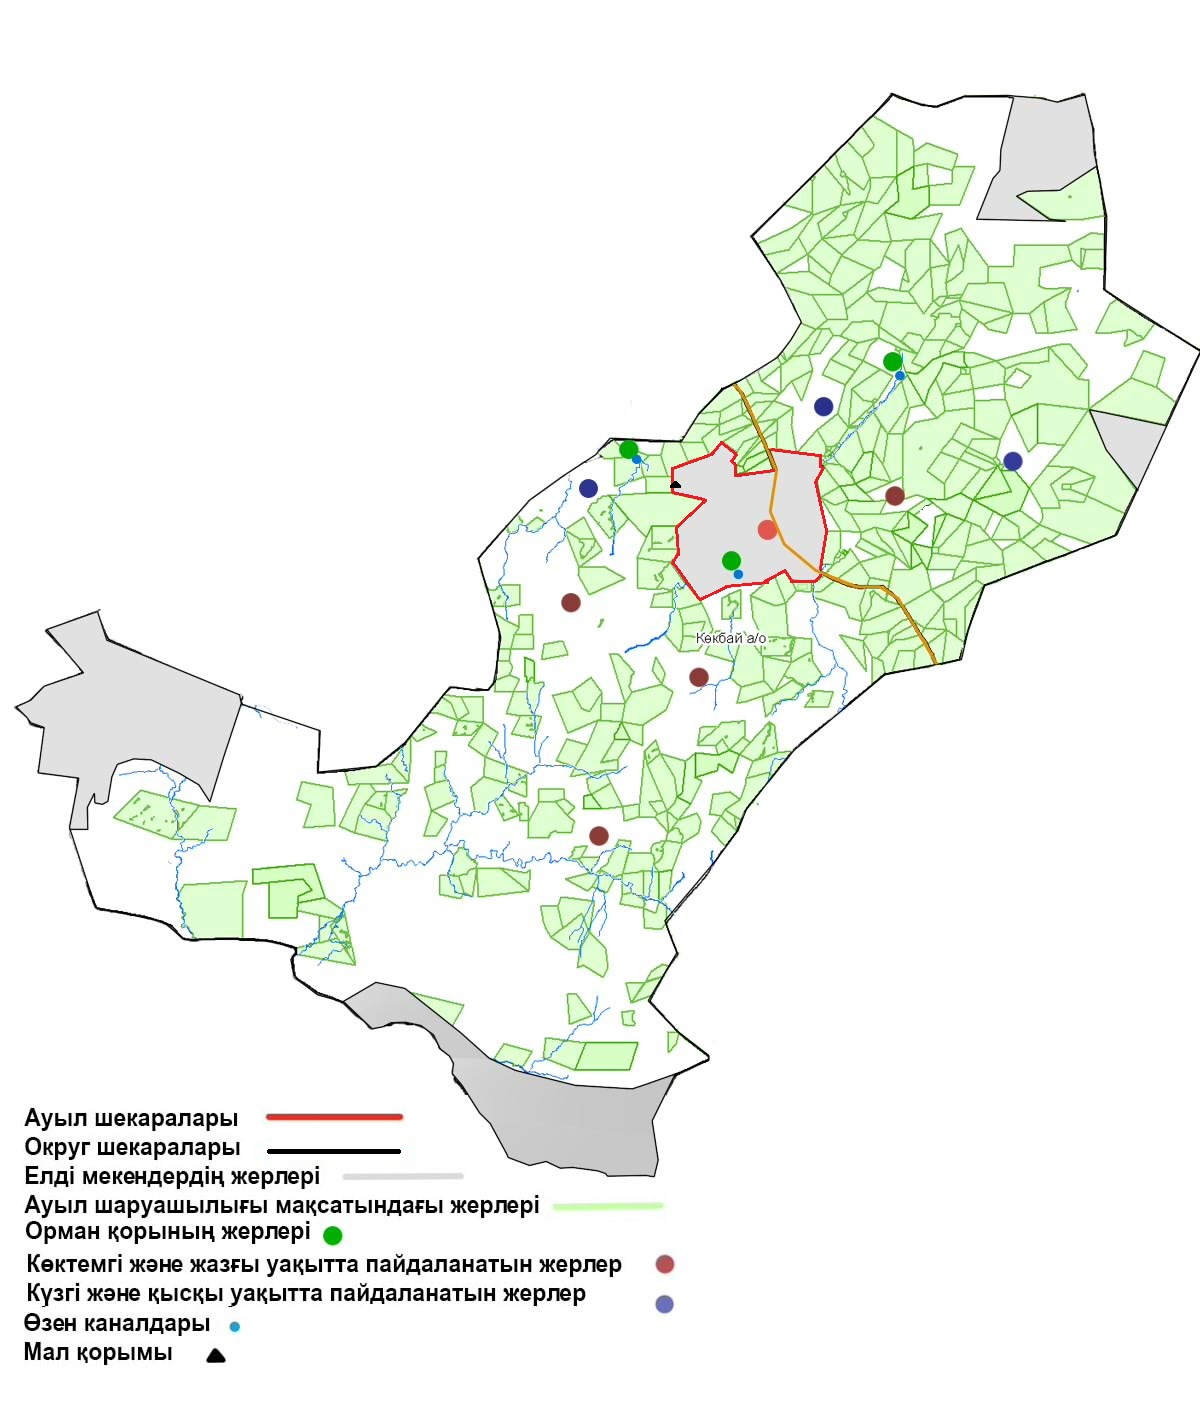 Көкбай а/о
Ауыл шекаралары
Округ шекаралары
Елді мекендердің жерлері
Ауыл шаруашылығы мақсатындағы жерлері
Орман қорының жерлері
Көктемгі және жазғы уақытта пайдаланатын жерлер
Күзгі және қысқы уақытта пайдаланатын жерлер
Өзен каналдары
Мал қорымы